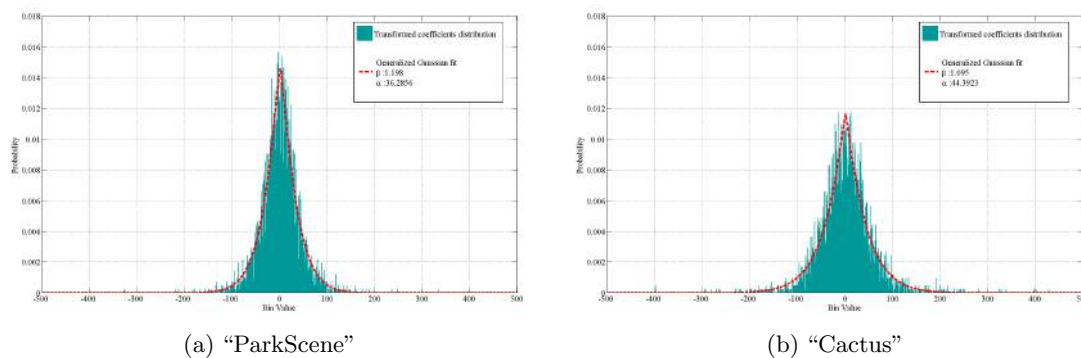 0.018
0.016
0.014
0.012
0.01
0.008
0.006
0.004
0.002
0
Probability
-500 -400 -300 -200 -100 0 100 200 300 400 500
Bin Value
Transformed coefficients distribution
Generalized Gaussian fit
β :1.198
α :36.2856
(a) “ParkScene”
0.018
0.016
0.014
0.012
0.01
0.008
0.006
0.004
0.002
0
Probability
-500 -400 -300 -200 -100 0 100 200 300 400 500
Bin Value
Transformed coefficients distribution
Generalized Gaussian fit
β :1.095
α :44.3923
(b) “Cactus”